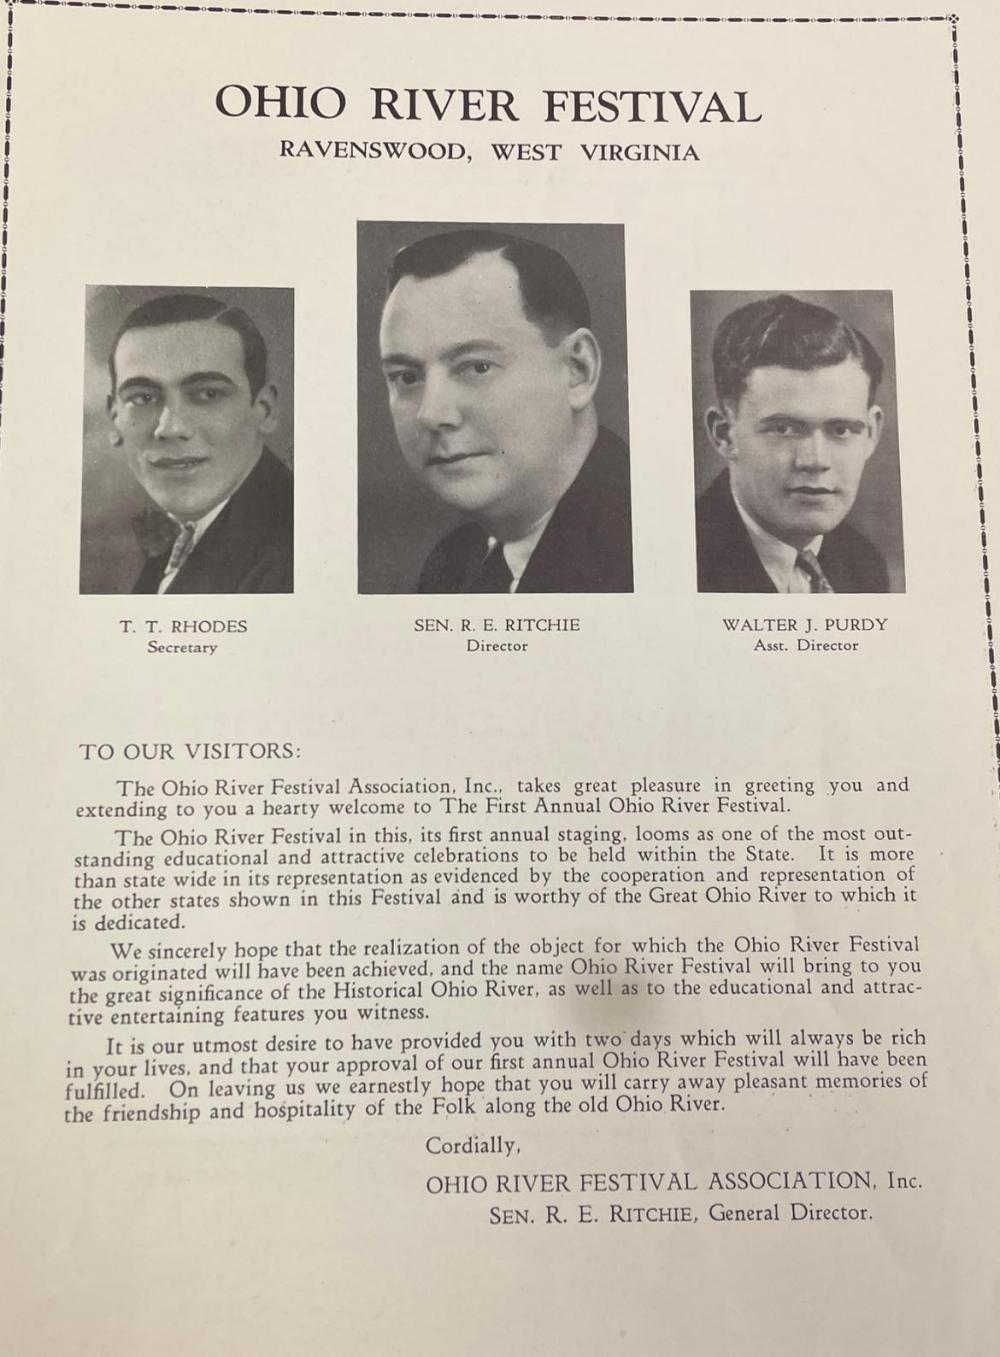 OHIO RIVER FESTIVAL
RAVENSWOOD, WEST VIRGINIA
T. T. RHODES
Secretary
SEN. R. E. RITCHIE
Director
WALTER J. PURDY
Asst. Director
TO OUR VISITORS:
The Ohio River Festival Association, Inc., takes great pleasure in greeting you and
extending to you a hearty welcome to The First Annual Ohio River Festival.
The Ohio River Festival in this, its first annual staging, looms as one of the most out-
standing educational and attractive celebrations to be held within the State. It is more
than state wide in its representation as evidenced by the cooperation and representation of
the other states shown in this Festival and is worthy of the Great Ohio River to which it
is dedicated.
We sincerely hope that the realization of the object for which the Ohio River Festival
was originated will have been achieved, and the name Ohio River Festival will bring to you
the great significance of the Historical Ohio River, as well as to the educational and attrac-
tive entertaining features you witness.
It is our utmost desire to have provided you with two days which will always be rich
in your lives, and that your approval of our first annual Ohio River Festival will have been
fulfilled. On leaving us we earnestly hope that you will carry away pleasant memories of
the friendship and hospitality of the Folk along the old Ohio River.
Cordially,
OHIO RIVER FESTIVAL ASSOCIATION, Inc.
SEN. R. E. RITCHIE, General Director.